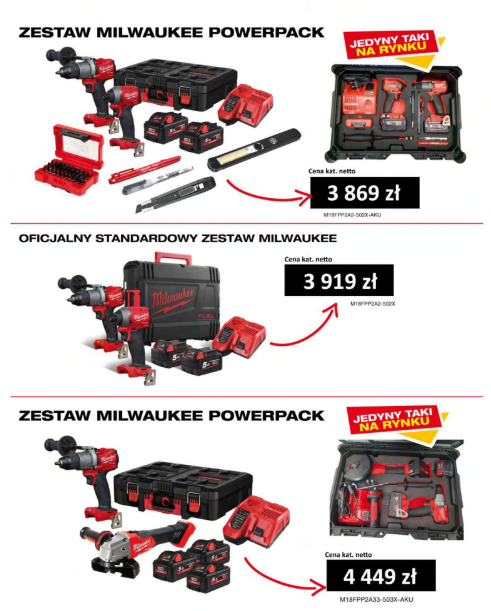 ZESTAW MILWAUKEE POWERPACK
JEDYNY TAKI
NA RYNKU
Cena kat. netto
3 869 zł
M18FPP2A2-502X-AKU
OFICJALNY STANDARDOWY ZESTAW MILWAUKEE
Cena kat. netto
3 919 zł
M18FPP2A2-502X
Milwaukee
FUEL
ZESTAW MILWAUKEE POWERPACK
JEDYNY TAKI
NA RYNKU
Cena kat. netto
4 449 zł
M18FPP2A33-503X-AKU